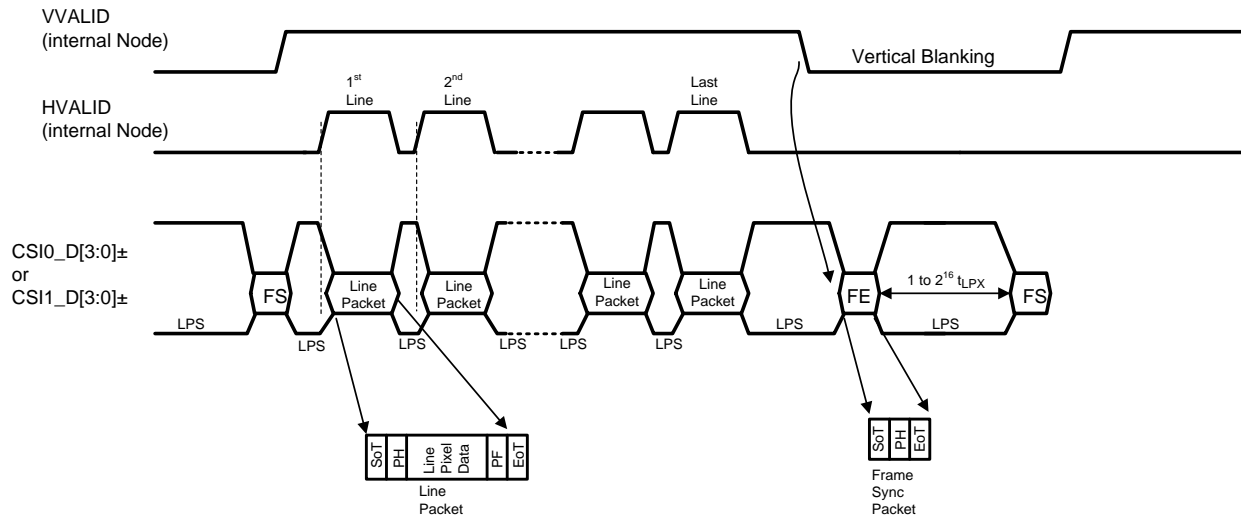 VVALID
(internal Node)
Vertical Blanking
1st
Line
2nd
Line
Last
Line
HVALID
(internal Node)
CSI0_D[3:0]±
or
CSI1_D[3:0]±
FS
Line
Packet
Line
Packet
Line
Packet
Line
Packet
FE
1 to 2^16 tLPX
FS
LPS
LPS
LPS
LPS
LPS
LPS
LPS
LPS
SoT
PH
Line
Pixel
Data
PF
EoT
Line
Packet
SoT
PH
EoT
Frame
Sync
Packet